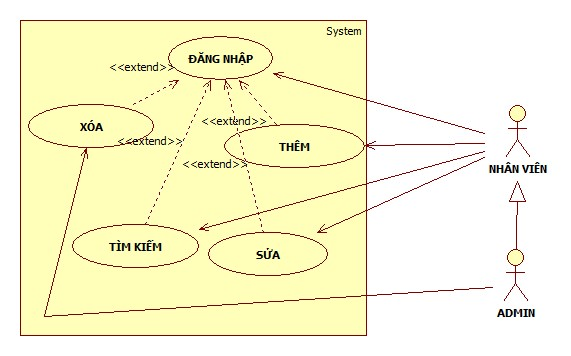 System
ĐĂNG NHẬP
<<extend>>
XÓA
<<extend>>
<<extend>>
THÊM
<<extend>>
NHÂN VIÊN
TÌM KIẾM
SỬA
ADMIN